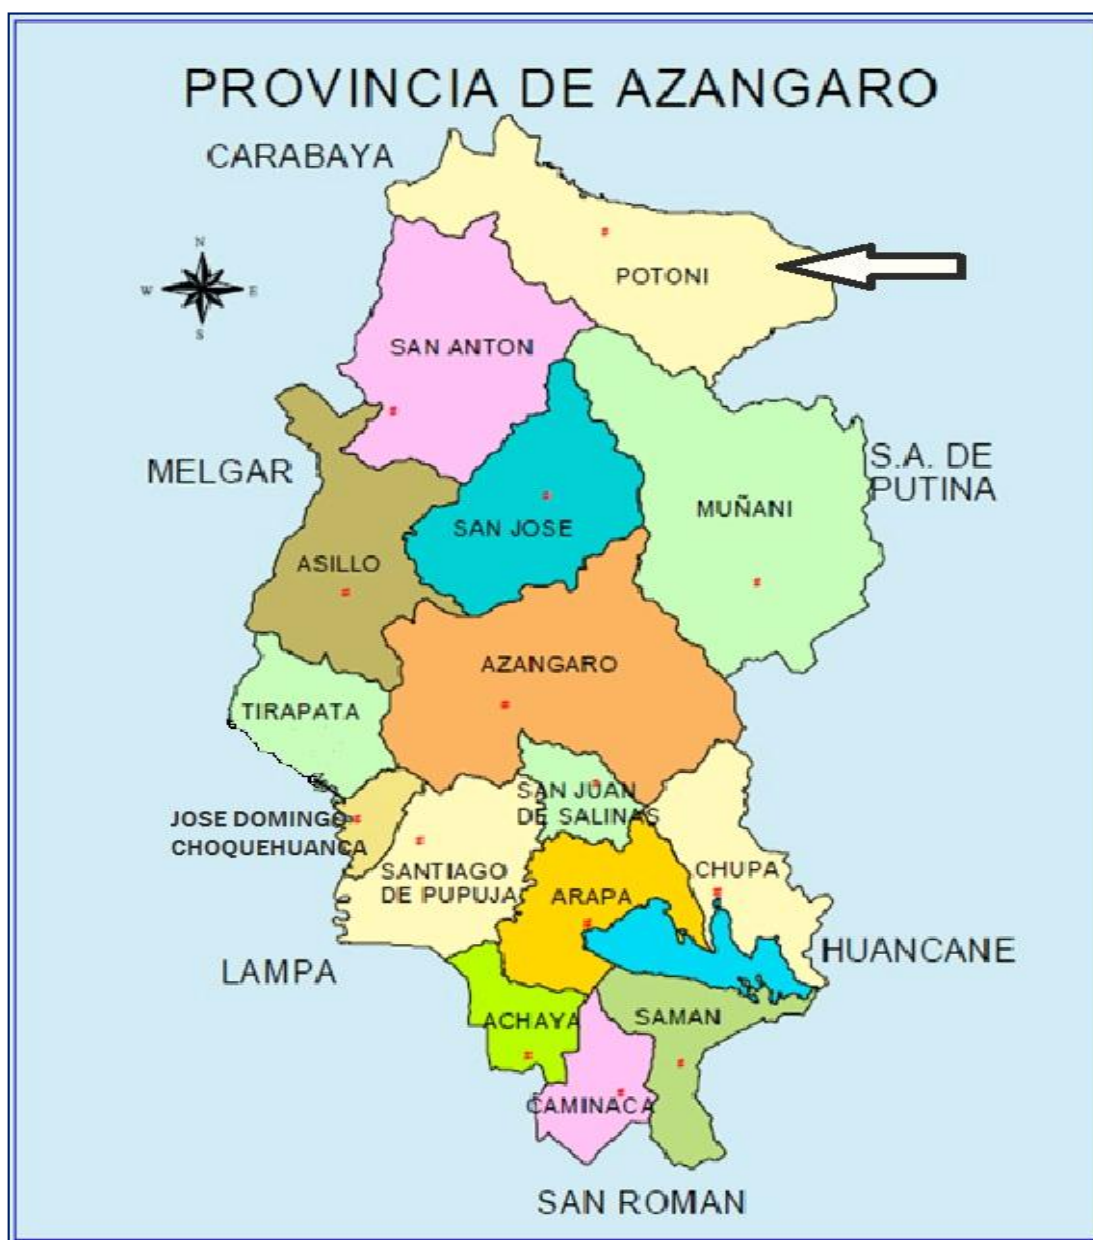 PROVINCIA DE AZANGARO
CARABAYA
N
W
E
S
POTONI
SAN ANTON
MELGAR
S.A. DE
PUTINA
MUÑANI
SAN JOSE
ASILLO
AZANGARO
TIRAPATA
SAN JUAN
DE SALINAS
JOSE DOMINGO
CHOQUEHUANCA
SANTIAGO
DE PUPUJA
CHUPA
ARAPA
HUANCANE
LAMPA
ACHAYA
SAMAN
CAMINACA
SAN ROMAN